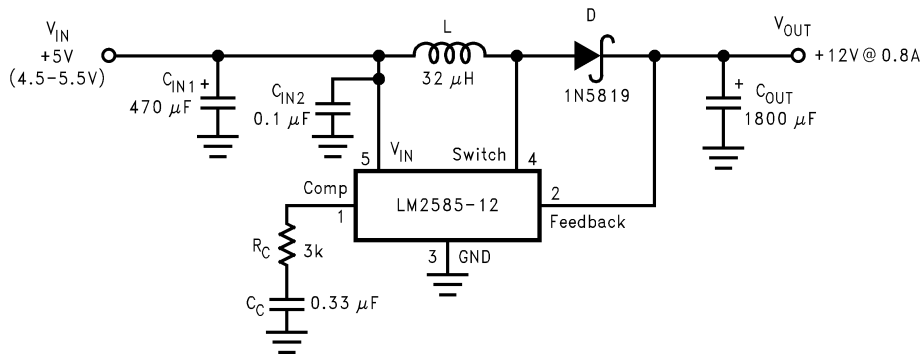 V_IN
+5V
(4.5-5.5V)
C_IN1 +
470 μF
C_IN2
0.1 μF
L
32 μH
D
1N5819
V_OUT
+12V@0.8A
+
C_OUT
1800 μF
5
V_IN
Switch
4
Comp
1
LM2585-12
2
Feedback
3
GND
R_C
3k
C_C
0.33 μF